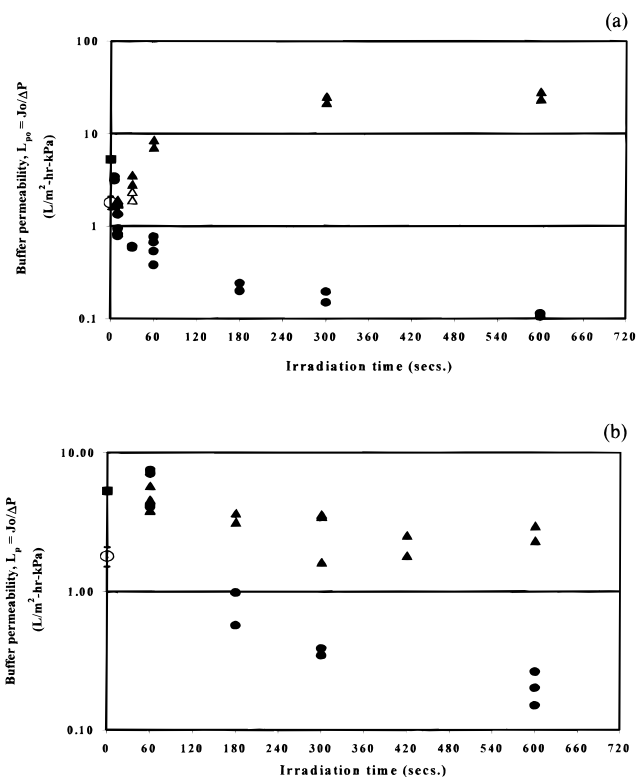 (a)
100
10
1
0.1
Buffer permeability, Lpo = Jo/ΔP
(L/m²-hr-kPa)
0 60 120 180 240 300 360 420 480 540 600 660 720
Irradiation time (secs.)
(b)
10.00
1.00
0.10
Buffer permeability, Lp = Jo/ΔP
(L/m²-hr-kPa)
0 60 120 180 240 300 360 420 480 540 600 660 720
Irradiation time (secs.)